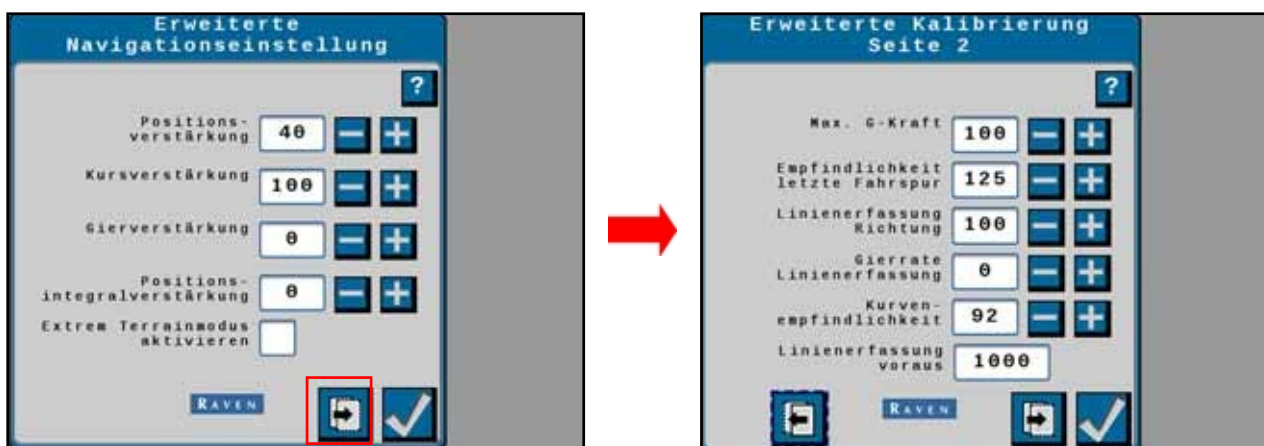 Erweiterte
Navigationseinstellung
?
Positions-
verstärkung 40 - +
Kursverstärkung 100 - +
Gierverstärkung 0 - +
Positions-
integralverstärkung 0 - +
Extrem Terrainmodus
aktivieren
RAVEN
Erweiterte Kalibrierung
Seite 2
?
Max. G-Kraft 100 - +
Empfindlichkeit
letzte Fahrspur 125 - +
Linienerfassung
Richtung 100 - +
Gierrate
Linienerfassung 0 - +
Kurven-
empfindlichkeit 92 - +
Linienerfassung
voraus 1000
RAVEN